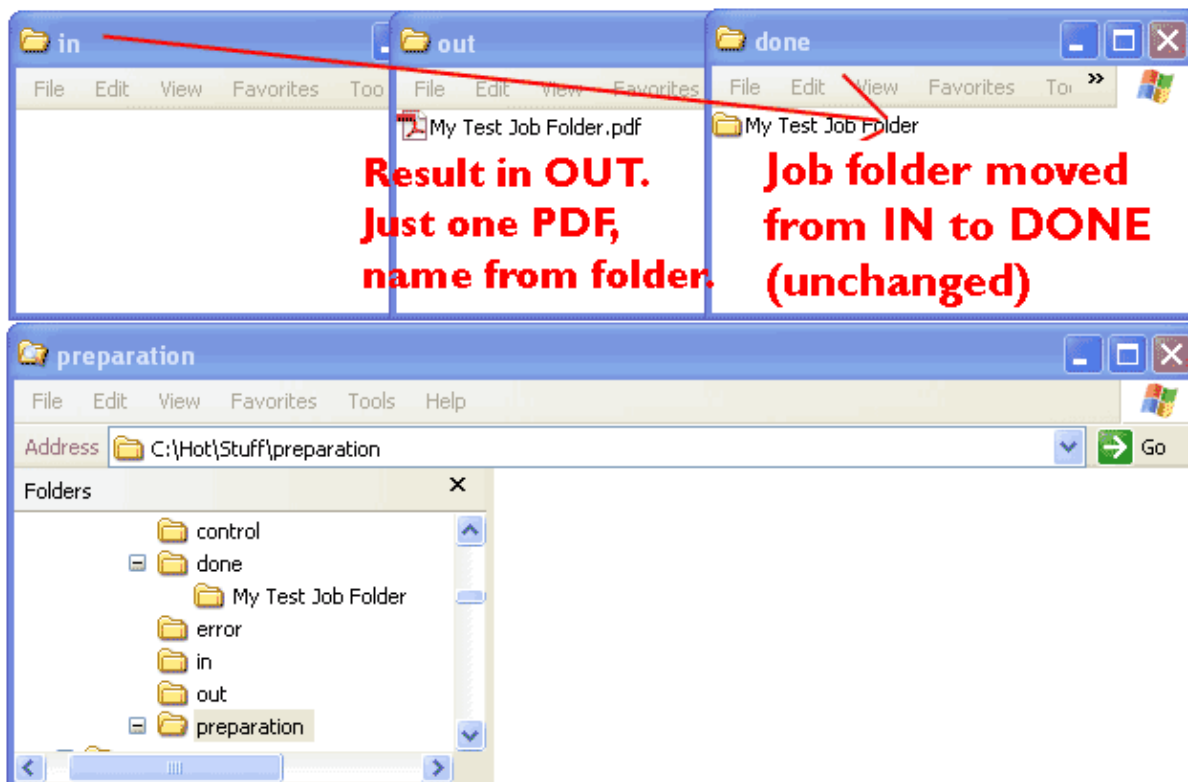 in
File Edit View Favorites Too
out
File Edit View Favorites
My Test Job Folder.pdf
Result in OUT.
Just one PDF,
name from folder.
done
File Edit View Favorites To »
My Test Job Folder
Job folder moved
from IN to DONE
(unchanged)
preparation
File Edit View Favorites Tools Help
Address C:\Hot\Stuff\preparation Go
Folders
control
done
My Test Job Folder
error
in
out
preparation